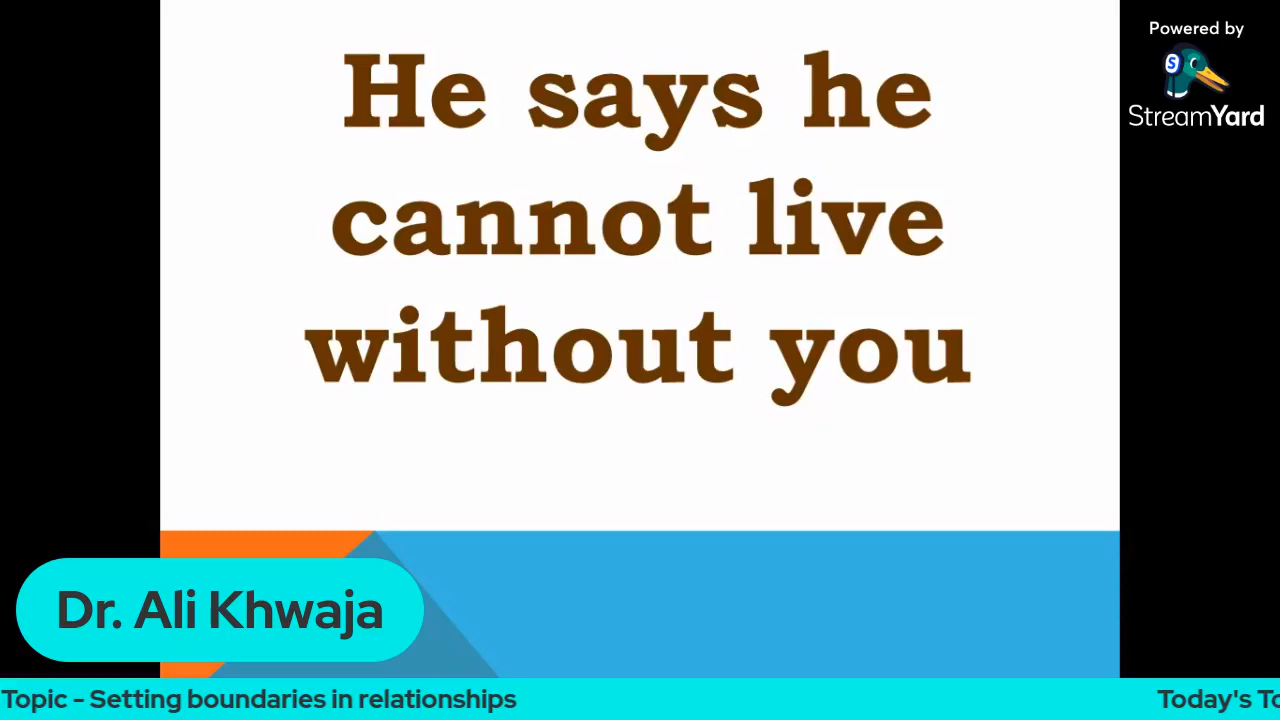 Powered by
StreamYard
He says he
cannot live
without you
Dr. Ali Khwaja
Topic - Setting boundaries in relationships
Today's To